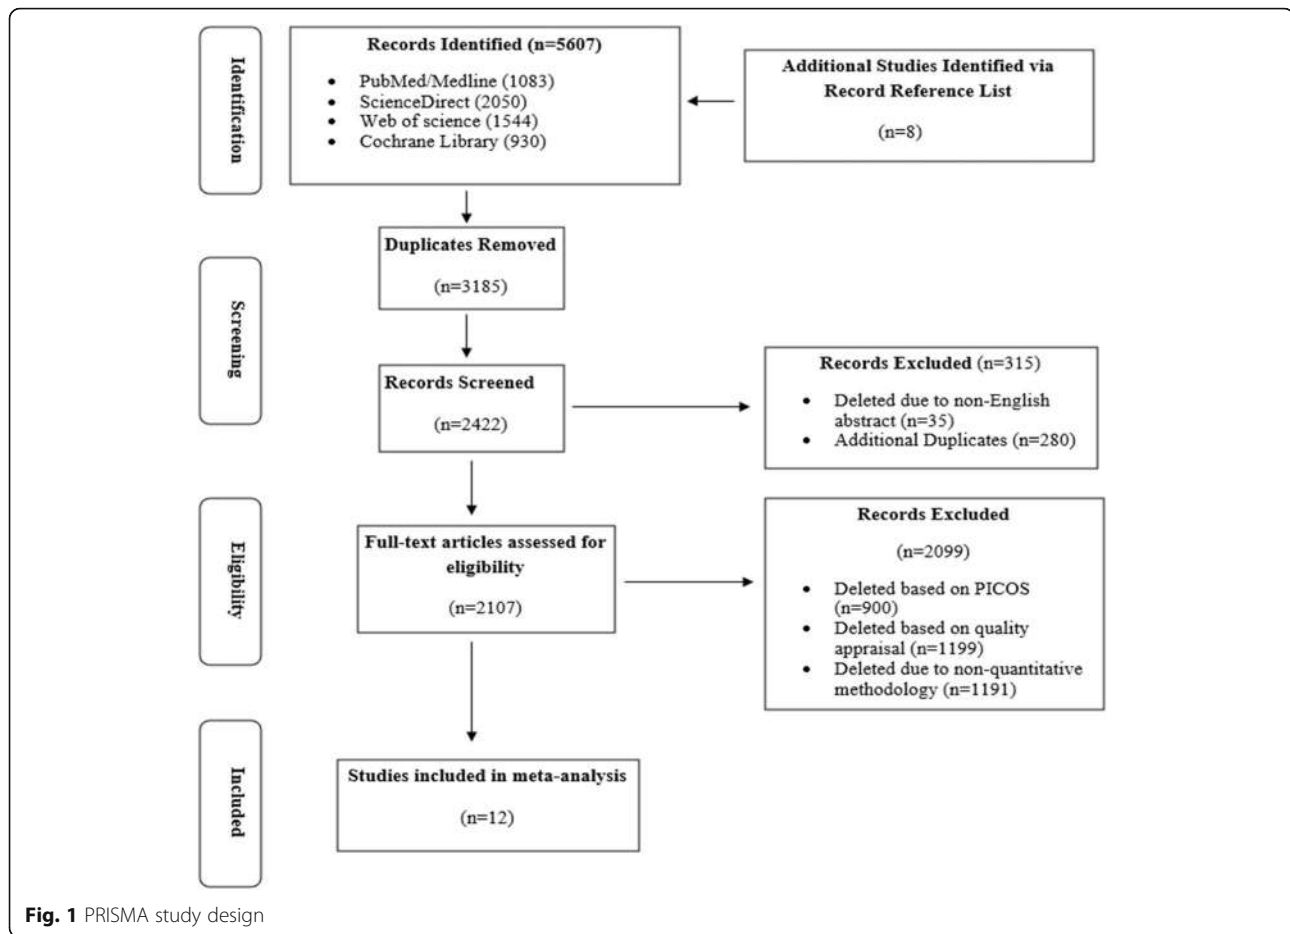 Identification
Records Identified (n=5607)
• PubMed/Medline (1083)
• ScienceDirect (2050)
• Web of science (1544)
• Cochrane Library (930)
Additional Studies Identified via
Record Reference List
(n=8)
Duplicates Removed
(n=3185)
Screening
Records Screened
(n=2422)
Records Excluded (n=315)
• Deleted due to non-English
abstract (n=35)
• Additional Duplicates (n=280)
Eligibility
Full-text articles assessed for
eligibility
(n=2107)
Records Excluded
(n=2099)
• Deleted based on PICOS
(n=900)
• Deleted based on quality
appraisal (n=1199)
• Deleted due to non-quantitative
methodology (n=1191)
Included
Studies included in meta-analysis
(n=12)
Fig. 1 PRISMA study design